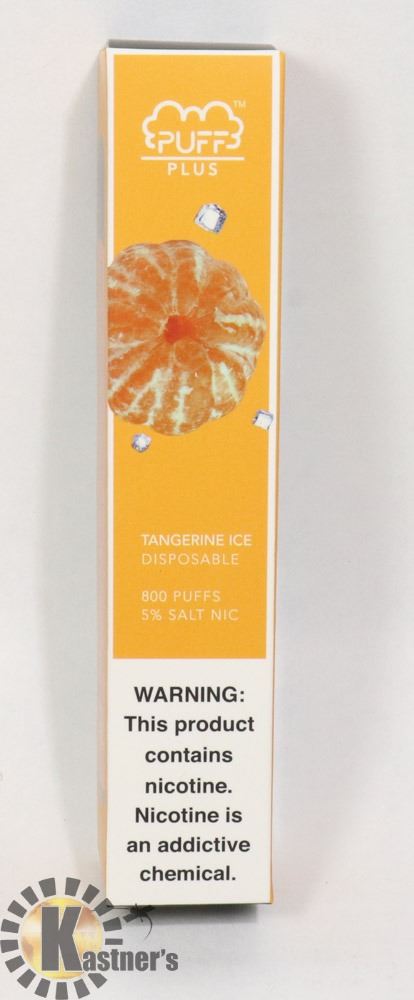 PUFF™
PLUS
TANGERINE ICE
DISPOSABLE
800 PUFFS
5% SALT NIC
WARNING:
This product
contains
nicotine.
Nicotine is
an addictive
chemical.
Kastner's